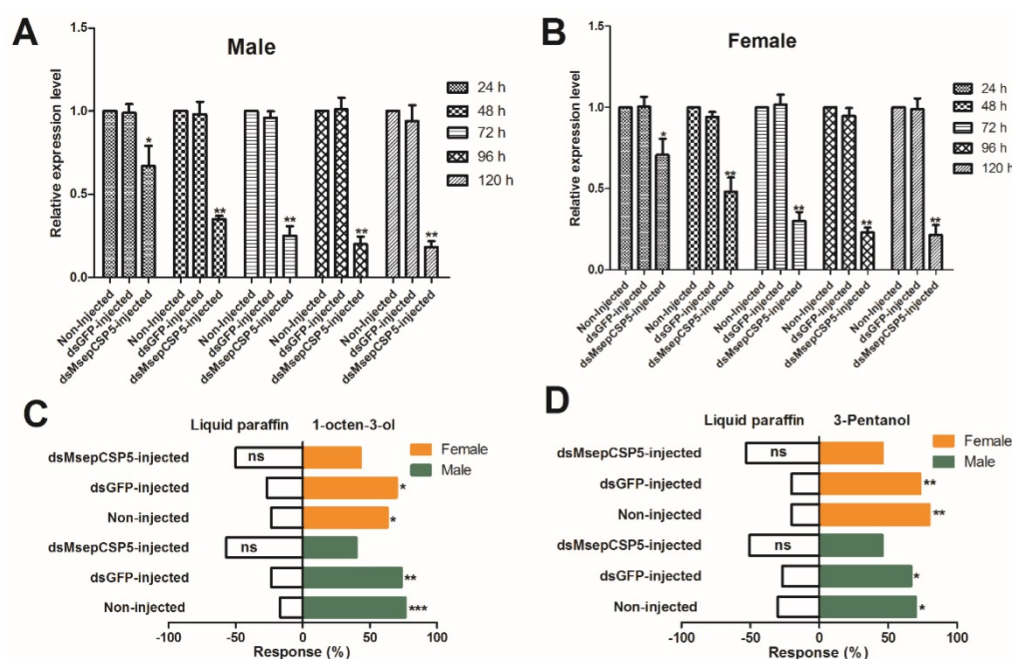 A
Male
Relative expression level
1.5
1.0
0.5
0.0
*
**
**
**
**
24 h
48 h
72 h
96 h
120 h
Non-Injected
dsGFP-injected
dsMsepCSP5-injected
Non-Injected
dsGFP-injected
dsMsepCSP5-injected
Non-Injected
dsGFP-injected
dsMsepCSP5-injected
Non-Injected
dsGFP-injected
dsMsepCSP5-injected
Non-Injected
dsGFP-injected
dsMsepCSP5-injected
B
Female
Relative expression level
1.5
1.0
0.5
0.0
*
**
**
**
**
24 h
48 h
72 h
96 h
120 h
Non-Injected
dsGFP-injected
dsMsepCSP5-injected
Non-Injected
dsGFP-injected
dsMsepCSP5-injected
Non-Injected
dsGFP-injected
dsMsepCSP5-injected
Non-Injected
dsGFP-injected
dsMsepCSP5-injected
Non-Injected
dsGFP-injected
dsMsepCSP5-injected
C
Liquid paraffin 1-octen-3-ol
Female
Male
dsMsepCSP5-injected ns
dsGFP-injected *
Non-injected *
dsMsepCSP5-injected ns
dsGFP-injected **
Non-injected ***
-100 -50 0 50 100
Response (%)
D
Liquid paraffin 3-Pentanol
Female
Male
dsMsepCSP5-injected ns
dsGFP-injected **
Non-injected **
dsMsepCSP5-injected ns
dsGFP-injected *
Non-injected *
-100 -50 0 50 100
Response (%)